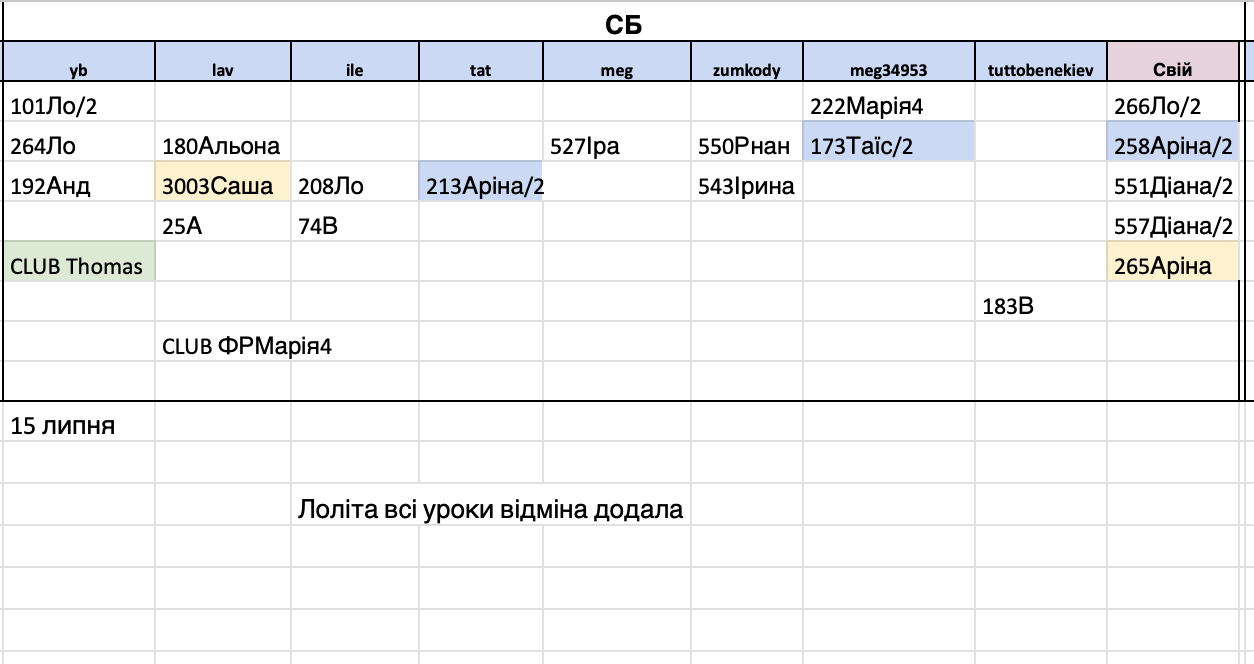 СБ
yb lav ile tat meg zumkody meg34953 tuttobenekiev Свій
101Ло/2 222Марія4 266Ло/2
264Ло 180Альона 527Іра 550Рнан 173Таїс/2 258Аріна/2
192Анд 3003Саша 208Ло 213Аріна/2 543Ірина 551Діана/2
25А 74В 557Діана/2
CLUB Thomas 265Аріна
183В
CLUB ФРМарія4
15 липня
Лоліта всі уроки відміна додала